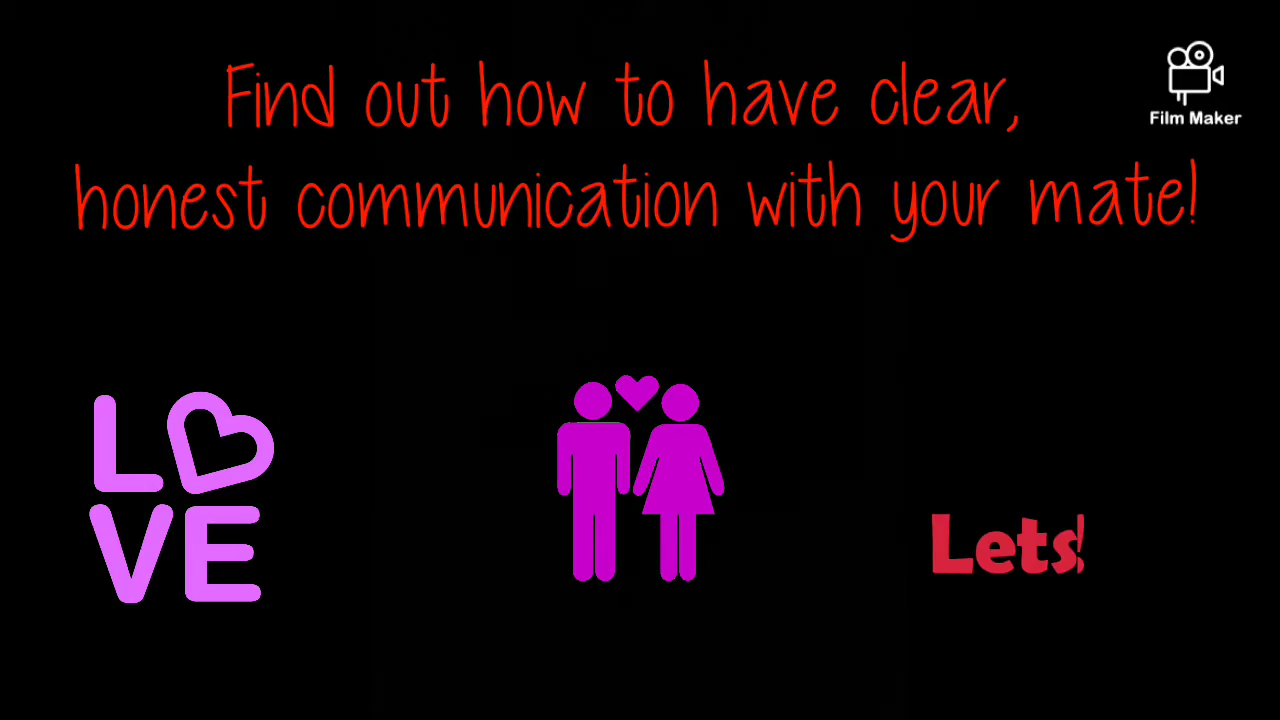 Find out how to have clear,
honest communication with your mate!
Film Maker
LOVE
Lets!